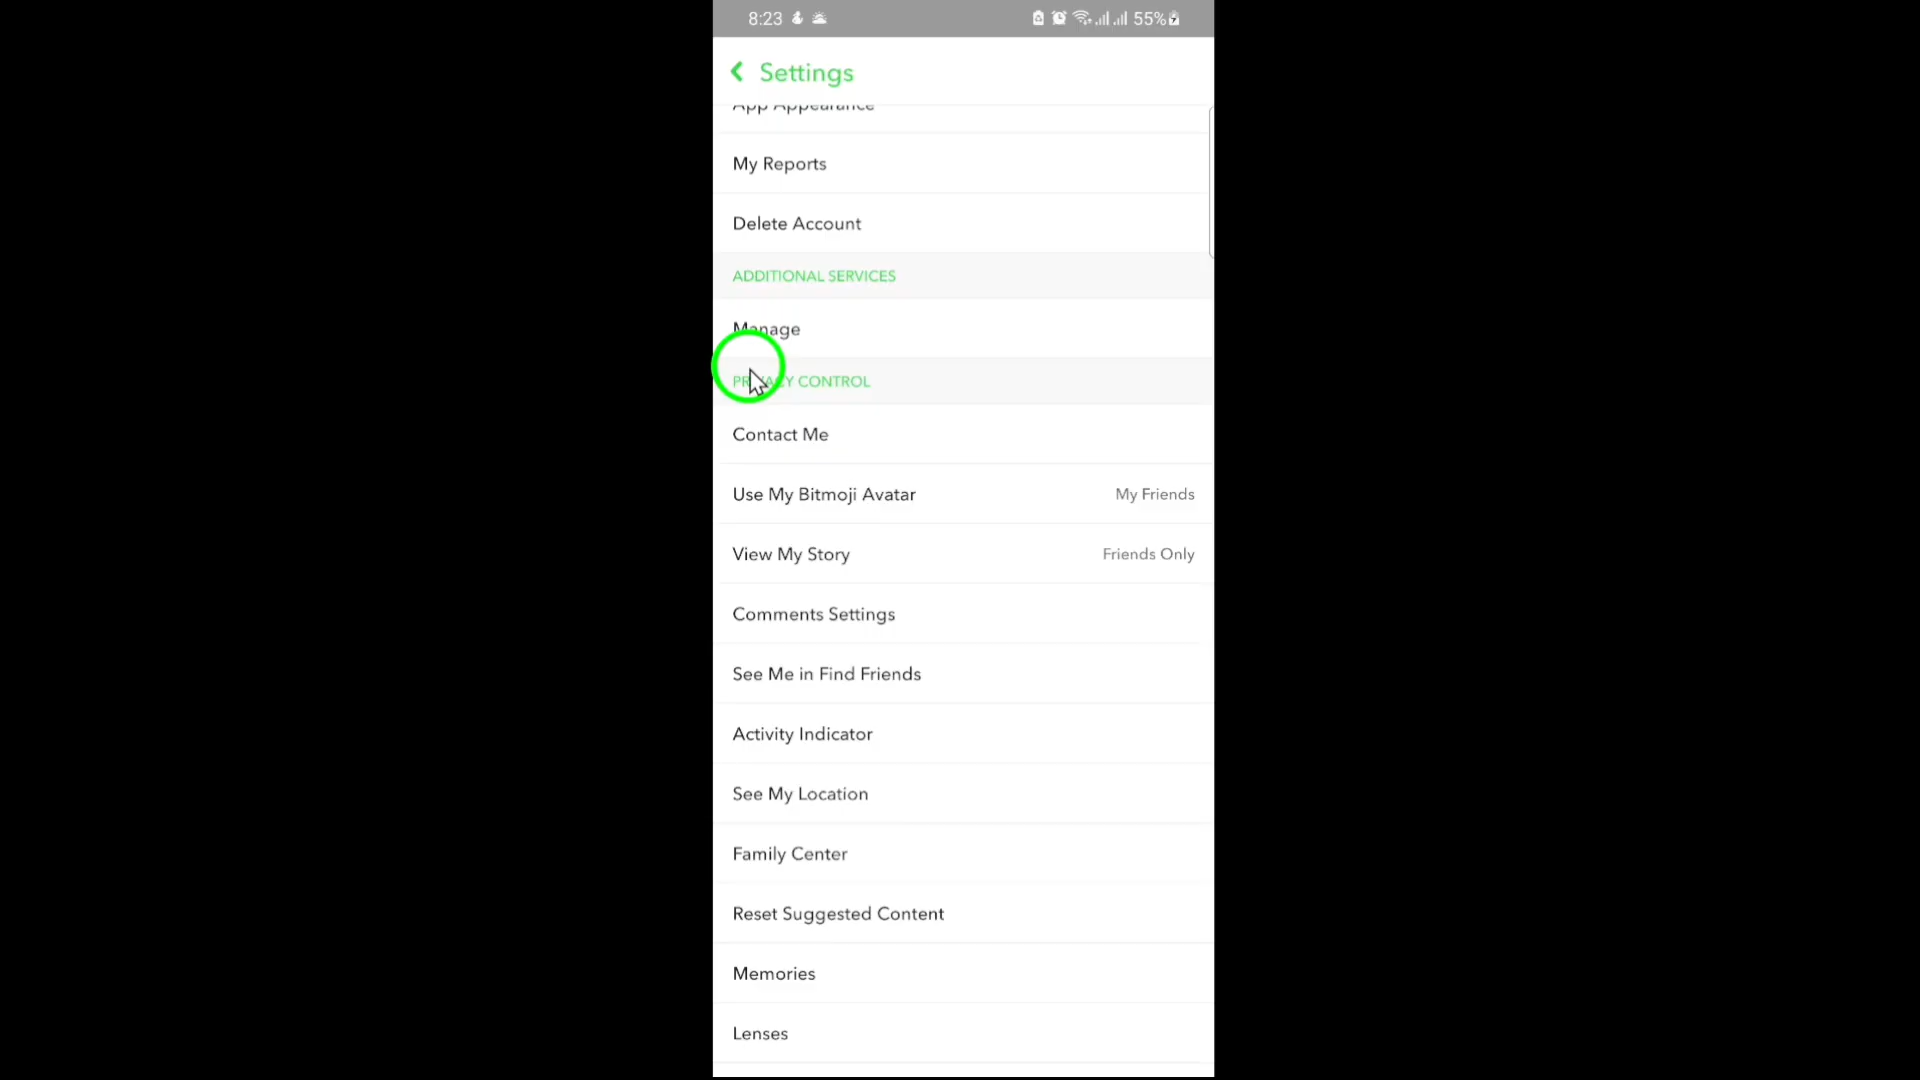 8:23 55%
Settings
App Appearance
My Reports
Delete Account
ADDITIONAL SERVICES
Manage
PRIVACY CONTROL
Contact Me
Use My Bitmoji Avatar My Friends
View My Story Friends Only
Comments Settings
See Me in Find Friends
Activity Indicator
See My Location
Family Center
Reset Suggested Content
Memories
Lenses